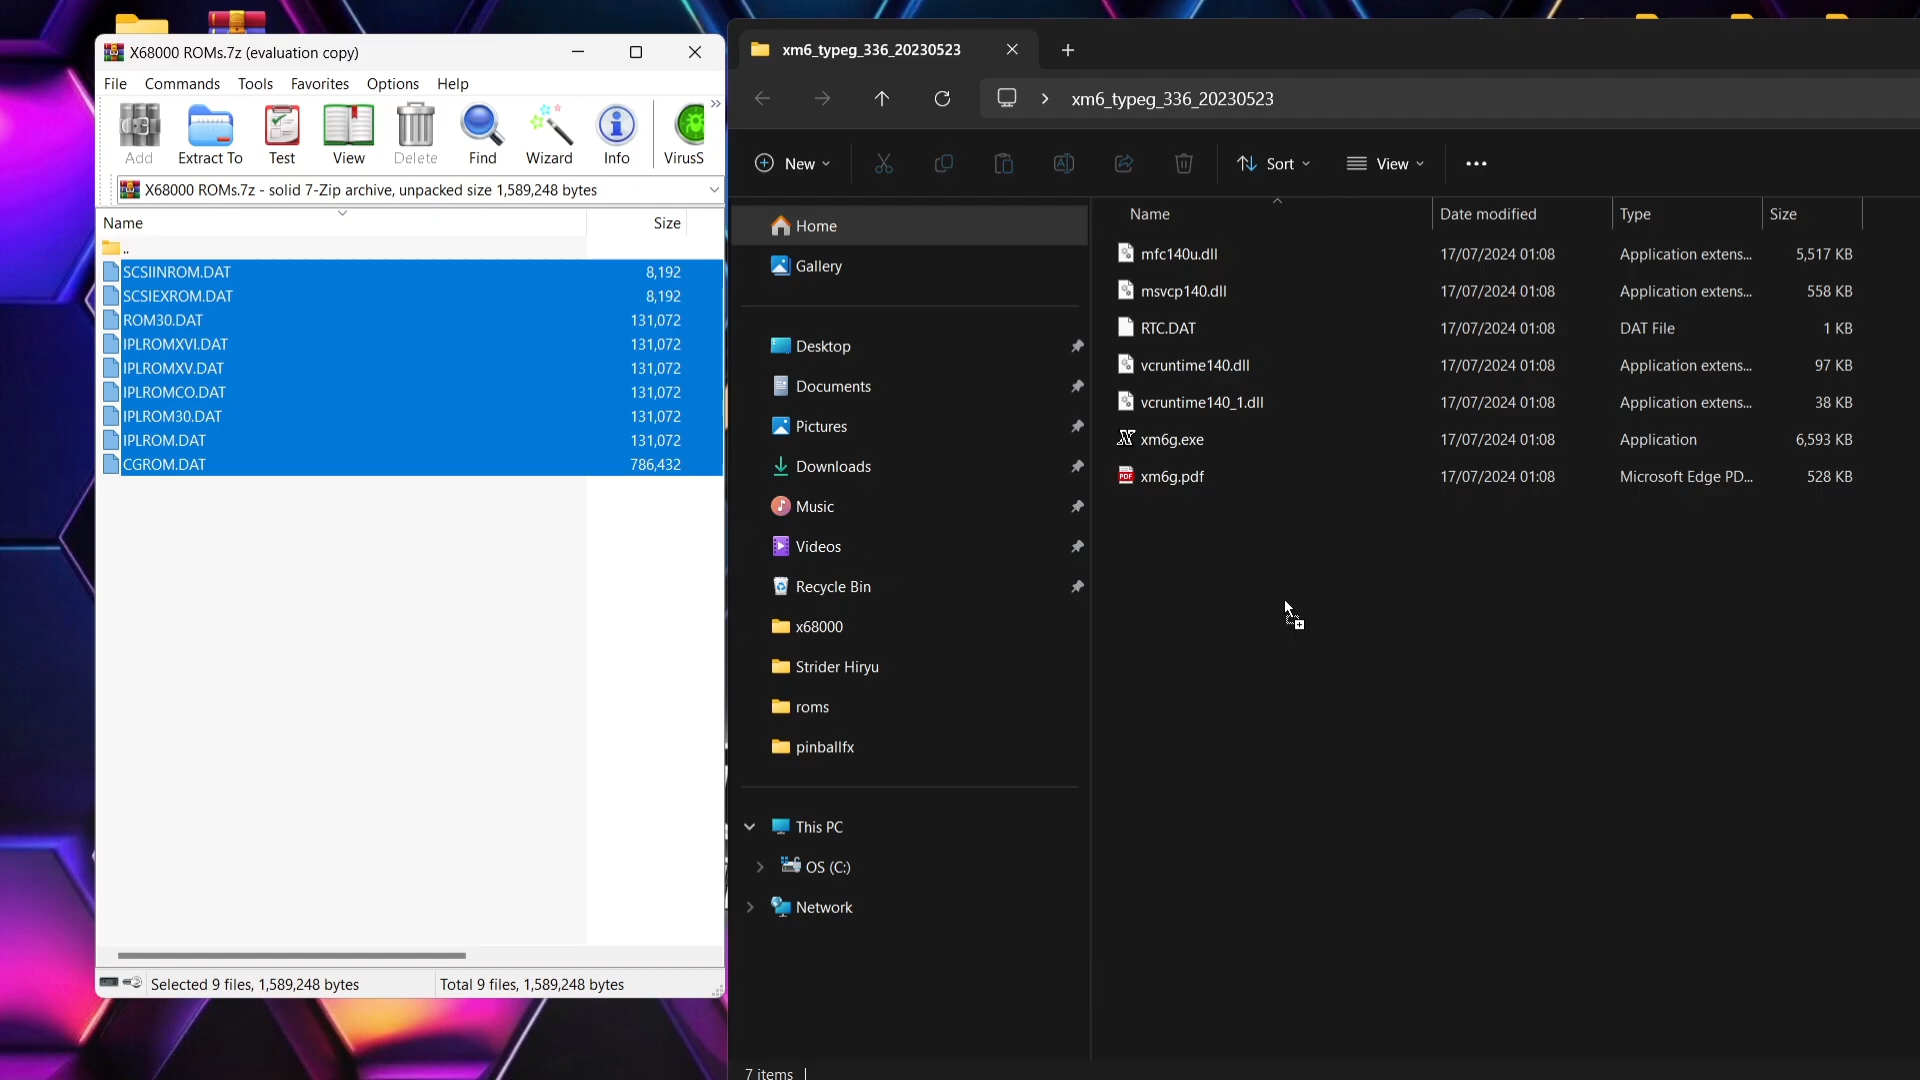 X68000 ROMs.7z (evaluation copy)
File Commands Tools Favorites Options Help
Add Extract To Test View Delete Find Wizard Info VirusS
X68000 ROMs.7z - solid 7-Zip archive, unpacked size 1,589,248 bytes
Name Size
..
SCSIINROM.DAT 8,192
SCSIEXROM.DAT 8,192
ROM30.DAT 131,072
IPLROMXVI.DAT 131,072
IPLROMXV.DAT 131,072
IPLROMCO.DAT 131,072
IPLROM30.DAT 131,072
IPLROM.DAT 131,072
CGROM.DAT 786,432
Selected 9 files, 1,589,248 bytes Total 9 files, 1,589,248 bytes
xm6_typeg_336_20230523
xm6_typeg_336_20230523
New Sort View
Home
Gallery
Desktop
Documents
Pictures
Downloads
Music
Videos
Recycle Bin
x68000
Strider Hiryu
roms
pinballfx
This PC
OS (C:)
Network
Name Date modified Type Size
mfc140u.dll 17/07/2024 01:08 Application extens... 5,517 KB
msvcp140.dll 17/07/2024 01:08 Application extens... 558 KB
RTC.DAT 17/07/2024 01:08 DAT File 1 KB
vcruntime140.dll 17/07/2024 01:08 Application extens... 97 KB
vcruntime140_1.dll 17/07/2024 01:08 Application extens... 38 KB
xm6g.exe 17/07/2024 01:08 Application 6,593 KB
PDF xm6g.pdf 17/07/2024 01:08 Microsoft Edge PD... 528 KB
7 items